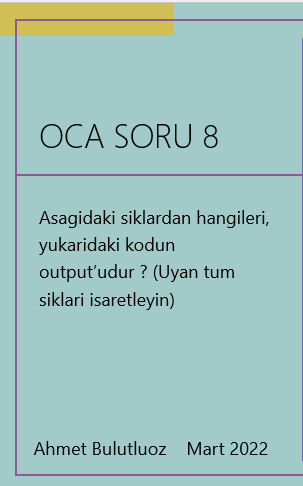 OCA SORU 8
Asagidaki siklardan hangileri,
yukaridaki kodun
output’udur ? (Uyan tum
siklari isaretleyin)
Ahmet Bulutluoz Mart 2022